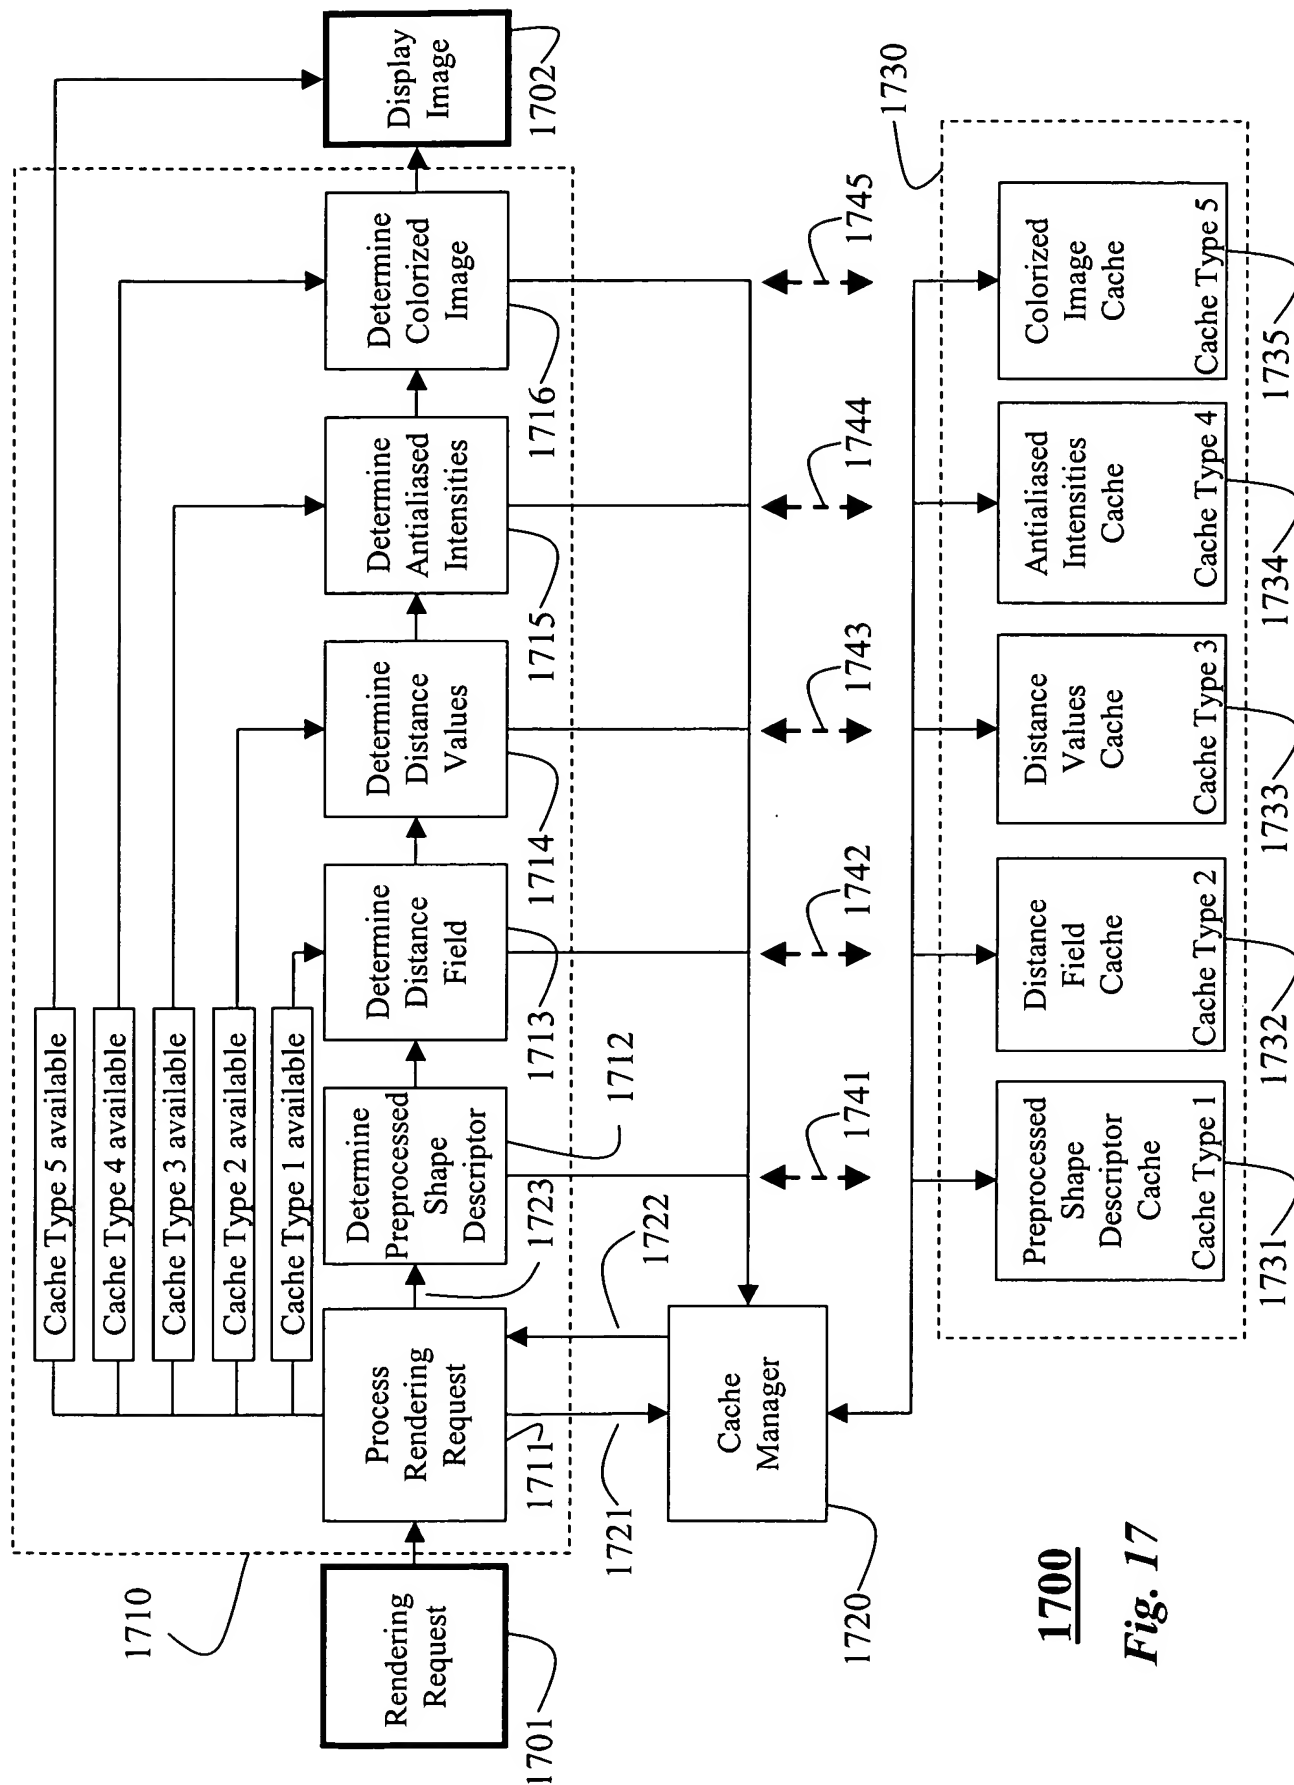 1710
Cache Type 5 available
Cache Type 4 available
Cache Type 3 available
Cache Type 2 available
Cache Type 1 available
Rendering
Request
1701
Process
Rendering
Request
1711
1723
Determine
Preprocessed
Shape
Descriptor
1712
Determine
Distance
Field
1713
Determine
Distance
Values
1714
Determine
Antialiased
Intensities
1715
Determine
Colorized
Image
1716
Display
Image
1702
1721
1722
Cache
Manager
1720
1741
1742
1743
1744
1745
1730
Preprocessed
Shape
Descriptor
Cache
Cache Type 1
1731
Distance
Field
Cache
Cache Type 2
1732
Distance
Values
Cache
Cache Type 3
1733
Antialiased
Intensities
Cache
Cache Type 4
1734
Colorized
Image
Cache
Cache Type 5
1735
1700
Fig. 17